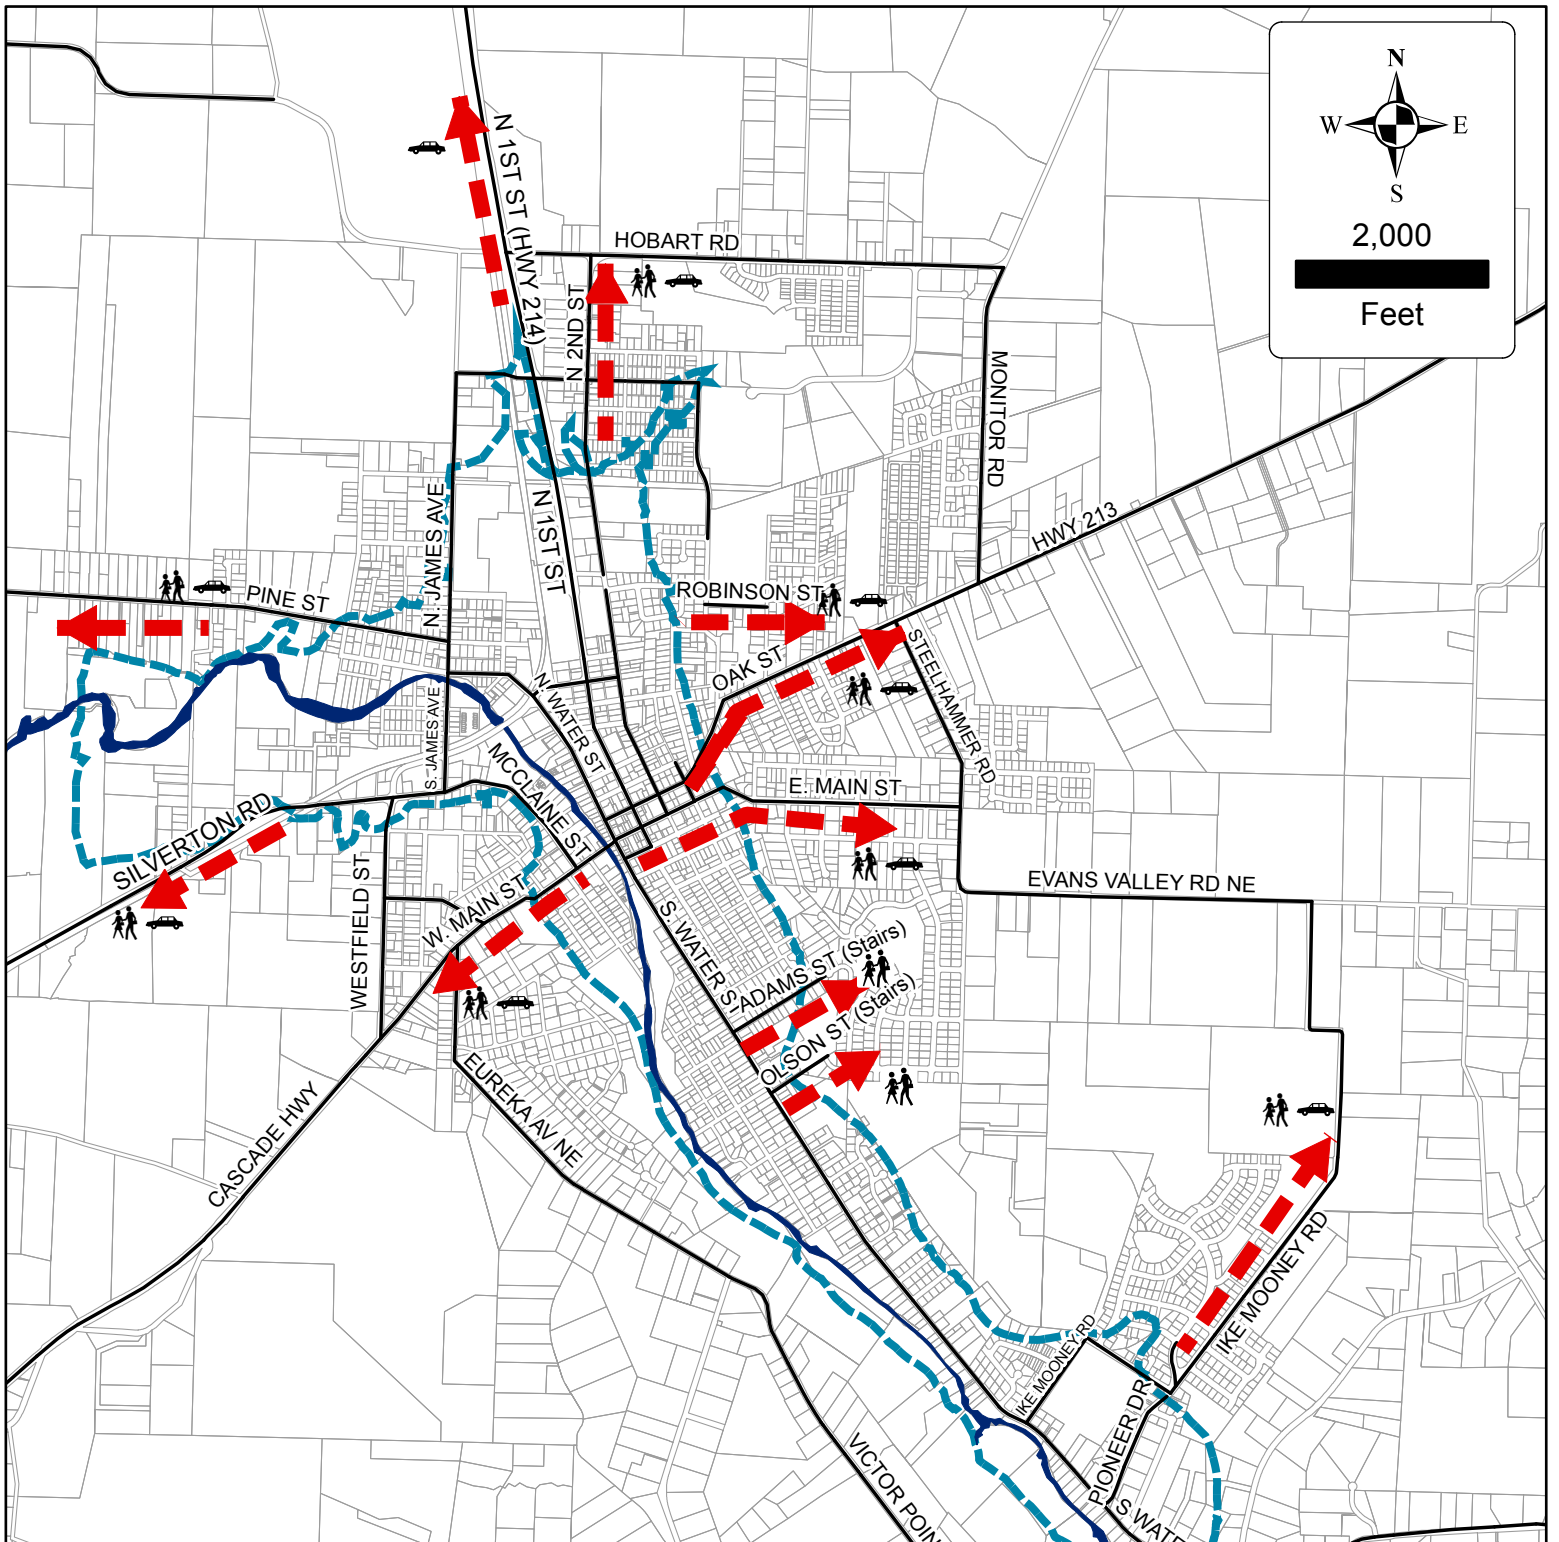 N
W E
S
2,000
Feet
N 1ST ST (HWY 214)
HOBART RD
N 2ND ST
MONITOR RD
N. JAMES AVE
N 1ST ST
HWY 213
PINE ST
ROBINSON ST
OAK ST
STEELHAMMER RD
S. JAMES AVE
N. WATER ST
MCCLAINE ST
E. MAIN ST
SILVERTON RD
WESTFIELD ST
W. MAIN ST
EVANS VALLEY RD NE
S. WATER ST
ADAMS ST (Stairs)
OLSON ST (Stairs)
CASCADE HWY
EUREKA AV NE
IKE MOONEY RD
IKE MOONEY RD
PIONEER DR
VICTOR POIN
S WATE